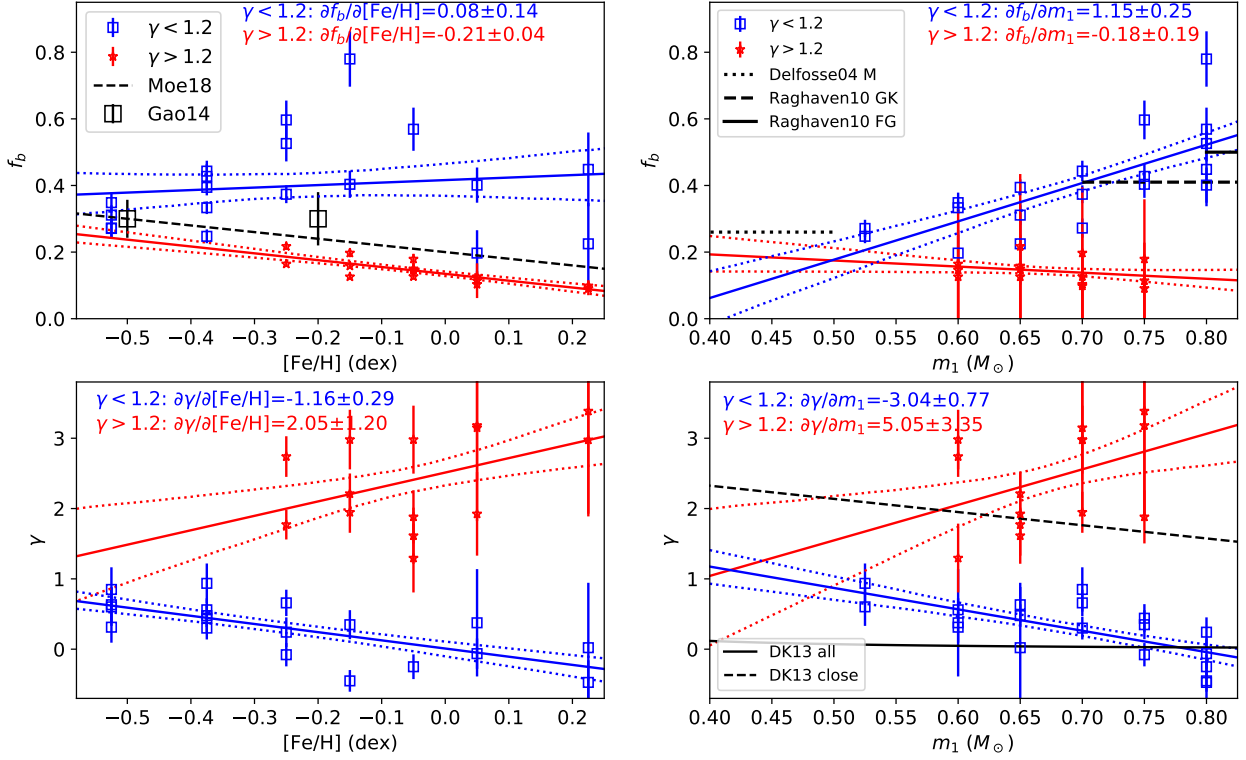 γ < 1.2: ∂f_b/∂[Fe/H]=0.08±0.14
γ > 1.2: ∂f_b/∂[Fe/H]=-0.21±0.04
γ < 1.2
γ > 1.2
Moe18
Gao14
0.8
0.6
0.4
0.2
0.0
f_b
−0.5 −0.4 −0.3 −0.2 −0.1 0.0 0.1 0.2
[Fe/H] (dex)
γ < 1.2: ∂f_b/∂m_1=1.15±0.25
γ > 1.2: ∂f_b/∂m_1=-0.18±0.19
γ < 1.2
γ > 1.2
Delfosse04 M
Raghaven10 GK
Raghaven10 FG
0.8
0.6
0.4
0.2
0.0
f_b
0.40 0.45 0.50 0.55 0.60 0.65 0.70 0.75 0.80
m_1 (M_⊙)
γ < 1.2: ∂γ/∂[Fe/H]=-1.16±0.29
γ > 1.2: ∂γ/∂[Fe/H]=2.05±1.20
3
2
1
0
γ
−0.5 −0.4 −0.3 −0.2 −0.1 0.0 0.1 0.2
[Fe/H] (dex)
γ < 1.2: ∂γ/∂m_1=-3.04±0.77
γ > 1.2: ∂γ/∂m_1=5.05±3.35
3
2
1
0
γ
DK13 all
DK13 close
0.40 0.45 0.50 0.55 0.60 0.65 0.70 0.75 0.80
m_1 (M_⊙)